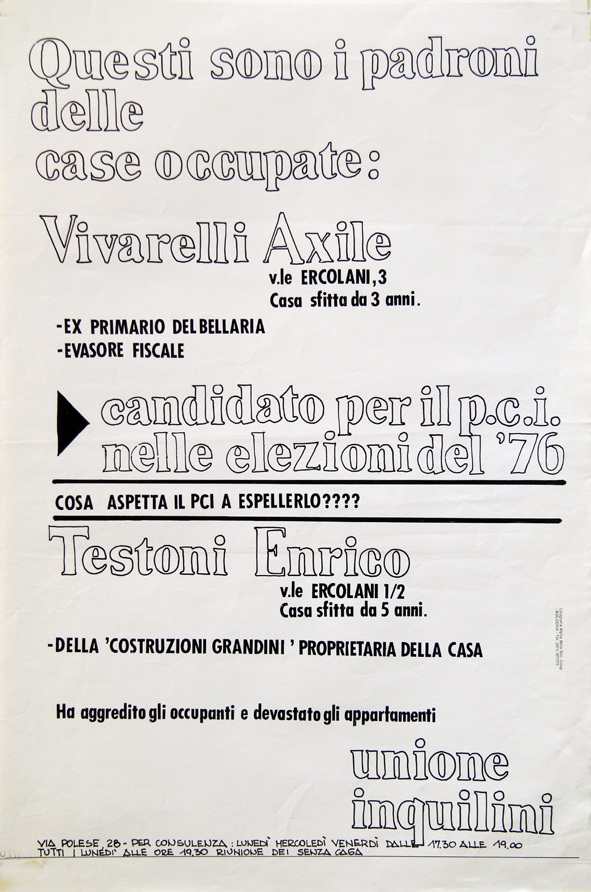 Questi sono i padroni
delle
case occupate:
Vivarelli Axile
v.le ERCOLANI,3
Casa sfitta da 3 anni.
-EX PRIMARIO DEL BELLARIA
-EVASORE FISCALE
candidato per il p.c.i.
nelle elezioni del '76
COSA ASPETTA IL PCI A ESPELLERLO????
Testoni Enrico
v.le ERCOLANI 1/2
Casa sfitta da 5 anni.
-DELLA 'COSTRUZIONI GRANDINI' PROPRIETARIA DELLA CASA
Ha aggredito gli occupanti e devastato gli appartamenti
unione
inquilini
VIA POLESE, 28 - PER CONSULENZA: LUNEDÌ MERCOLEDÌ VENERDÌ DALLE 17.30 ALLE 19.00
TUTTI I LUNEDI' ALLE ORE 19,30 RIUNIONE DEI SENZA CASA